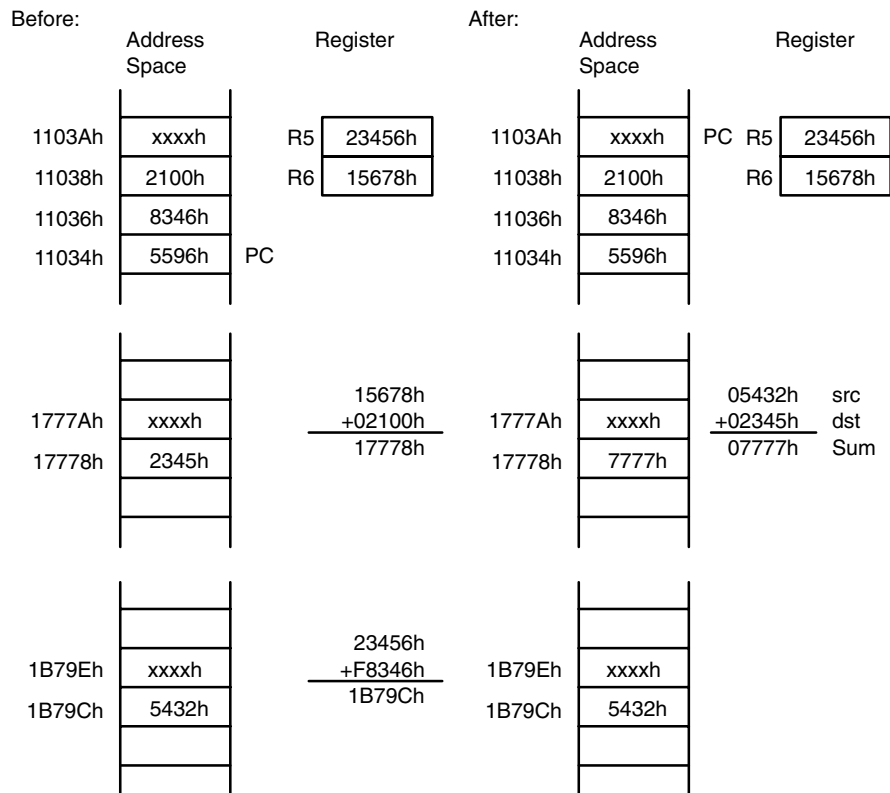 Before:
After:
Address Space
Register
Address Space
Register
1103Ah xxxxh R5 23456h
1103Ah xxxxh PC R5 23456h
11038h 2100h R6 15678h
11038h 2100h R6 15678h
11036h 8346h
11036h 8346h
11034h 5596h PC
11034h 5596h
15678h
05432h src
1777Ah xxxxh +02100h
1777Ah xxxxh +02345h dst
17778h 2345h 17778h
17778h 7777h 07777h Sum
23456h
1B79Eh xxxxh +F8346h
1B79Eh xxxxh
1B79Ch 5432h 1B79Ch
1B79Ch 5432h